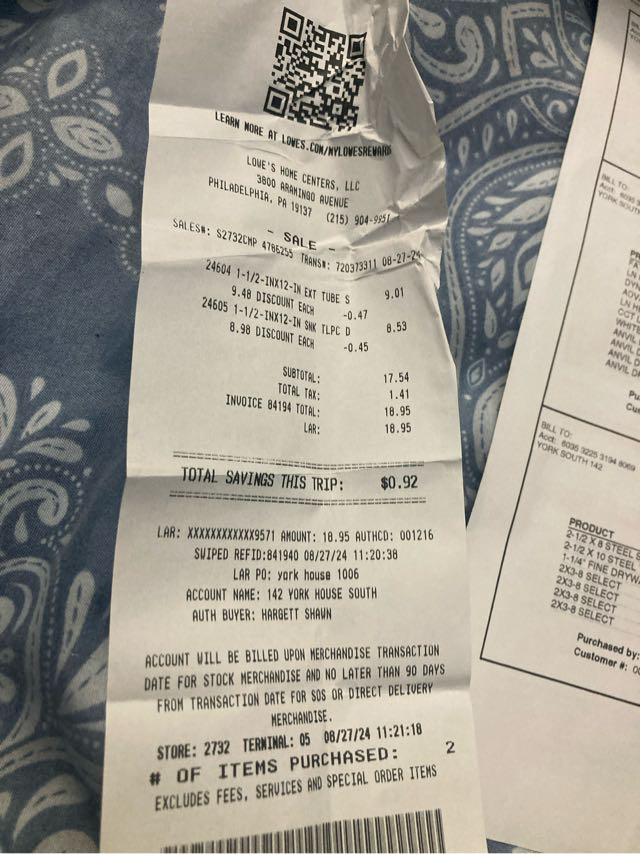 LEARN MORE AT LOWES.COM/MYLOWESREWARDS
LOWE'S HOME CENTERS, LLC
3800 ARAMINGO AVENUE
PHILADELPHIA, PA 19137 (215) 904-9951
- SALE -
SALES#: S2732CMP 4786255 TRANS#: 720373311 08-27-24
24604 1-1/2-INX12-IN EXT TUBE S 9.01
9.48 DISCOUNT EACH -0.47
24605 1-1/2-INX12-IN SNK TLPC D 8.53
8.98 DISCOUNT EACH -0.45
SUBTOTAL: 17.54
TOTAL TAX: 1.41
INVOICE 84194 TOTAL: 18.95
LAR: 18.95
TOTAL SAVINGS THIS TRIP: $0.92
LAR: XXXXXXXXXXXX9571 AMOUNT: 18.95 AUTHCD: 001216
SWIPED REFID:841940 08/27/24 11:20:38
LAR PO: york house 1006
ACCOUNT NAME: 142 YORK HOUSE SOUTH
AUTH BUYER: HARGETT SHAWN
ACCOUNT WILL BE BILLED UPON MERCHANDISE TRANSACTION
DATE FOR STOCK MERCHANDISE AND NO LATER THAN 90 DAYS
FROM TRANSACTION DATE FOR SOS OR DIRECT DELIVERY
MERCHANDISE.
STORE: 2732 TERMINAL: 05 08/27/24 11:21:18
# OF ITEMS PURCHASED: 2
EXCLUDES FEES, SERVICES AND SPECIAL ORDER ITEMS
BILL TO:
Acct: 6035
YORK SOUTH
BILL TO:
Acct: 6035 3225 3194 8069
YORK SOUTH 142
PRODUCT
2-1/2 X 8 STEEL S
2-1/2 X 10 STEEL
1-1/4" FINE DRYW
2X3-8 SELECT
2X3-8 SELECT
2X3-8 SELECT
2X3-8 SELECT
Purchased by:
Customer #: 00